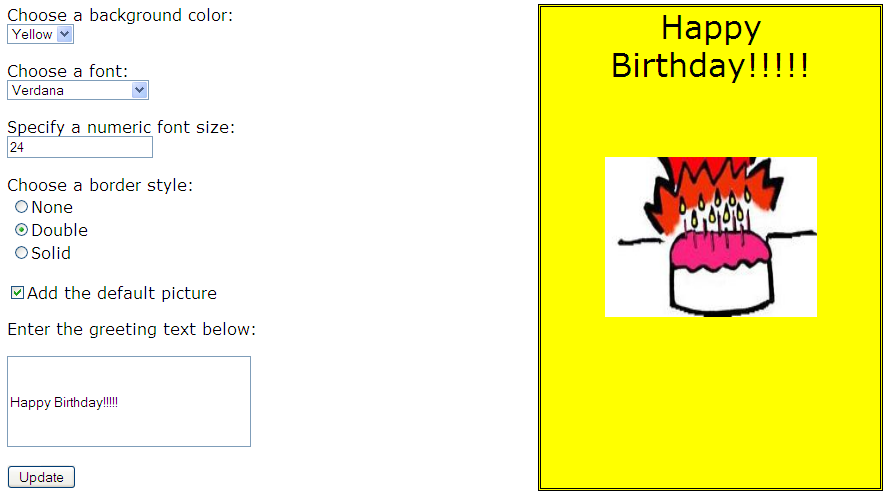 Choose a background color:
Yellow
Choose a font:
Verdana
Specify a numeric font size:
24
Choose a border style:
None
Double
Solid
Add the default picture
Enter the greeting text below:
Happy Birthday!!!!!
Update
Happy
Birthday!!!!!